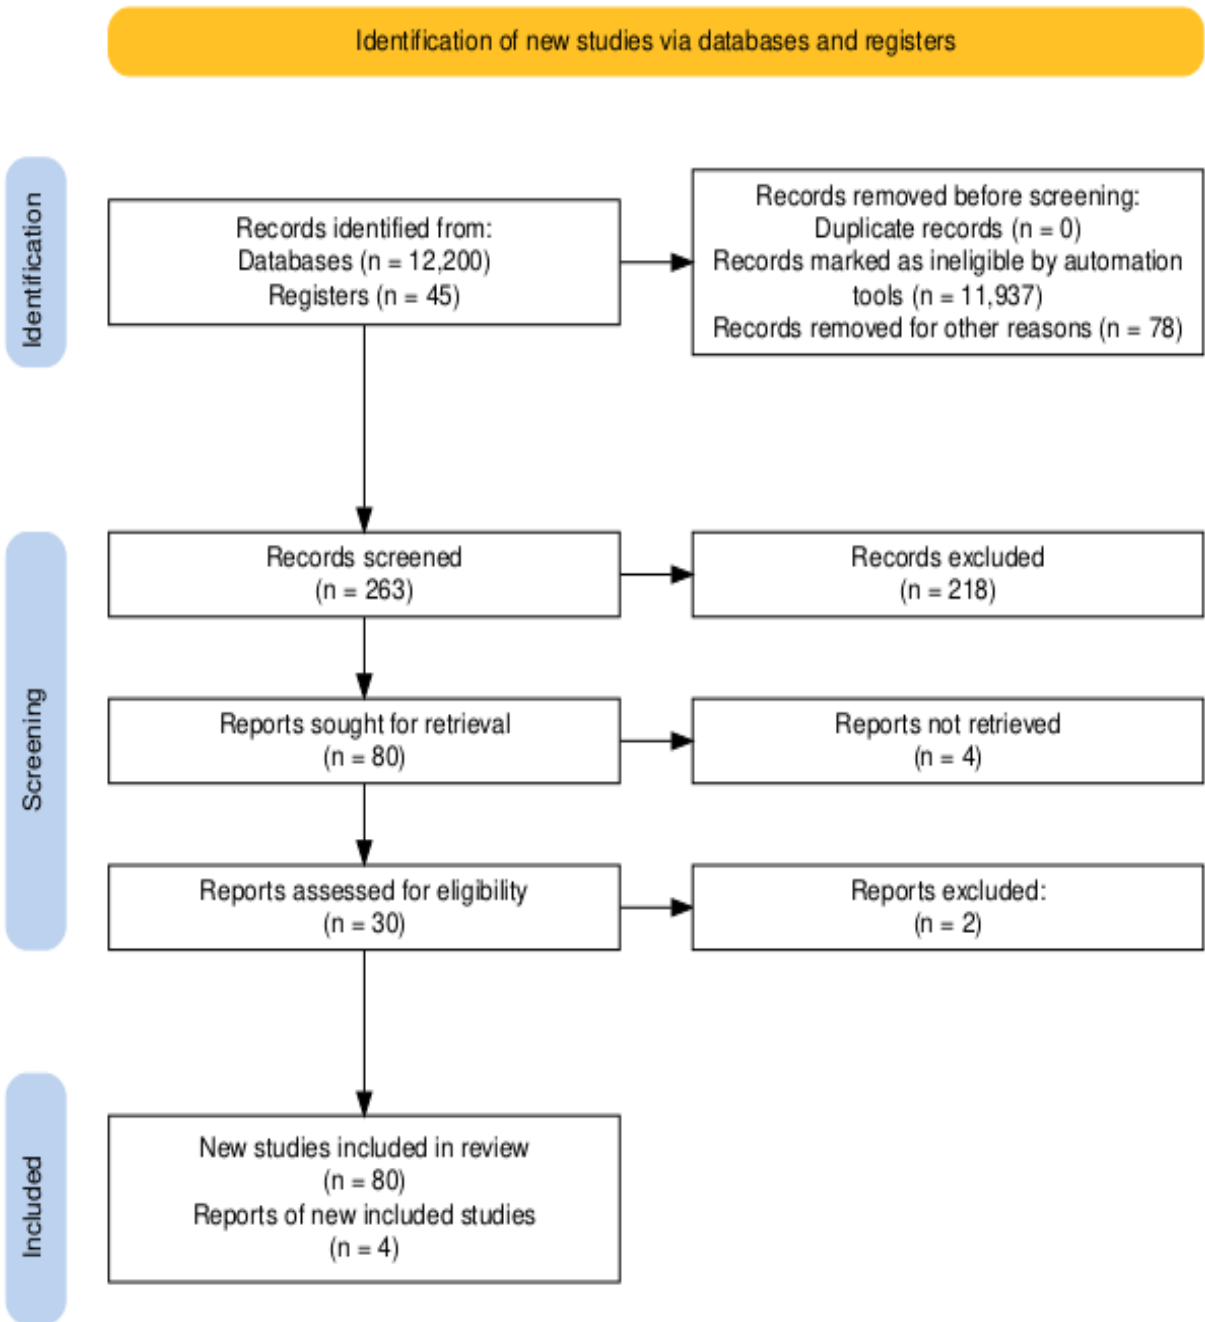 Identification of new studies via databases and registers
Identification
Records identified from:
Databases (n = 12,200)
Registers (n = 45)
Records removed before screening:
Duplicate records (n = 0)
Records marked as ineligible by automation
tools (n = 11,937)
Records removed for other reasons (n = 78)
Screening
Records screened
(n = 263)
Records excluded
(n = 218)
Reports sought for retrieval
(n = 80)
Reports not retrieved
(n = 4)
Reports assessed for eligibility
(n = 30)
Reports excluded:
(n = 2)
Included
New studies included in review
(n = 80)
Reports of new included studies
(n = 4)